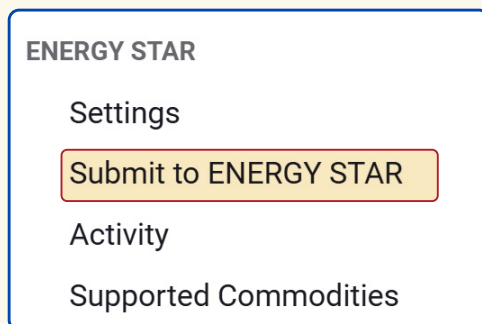 ENERGY STAR
Settings
Submit to ENERGY STAR
Activity
Supported Commodities